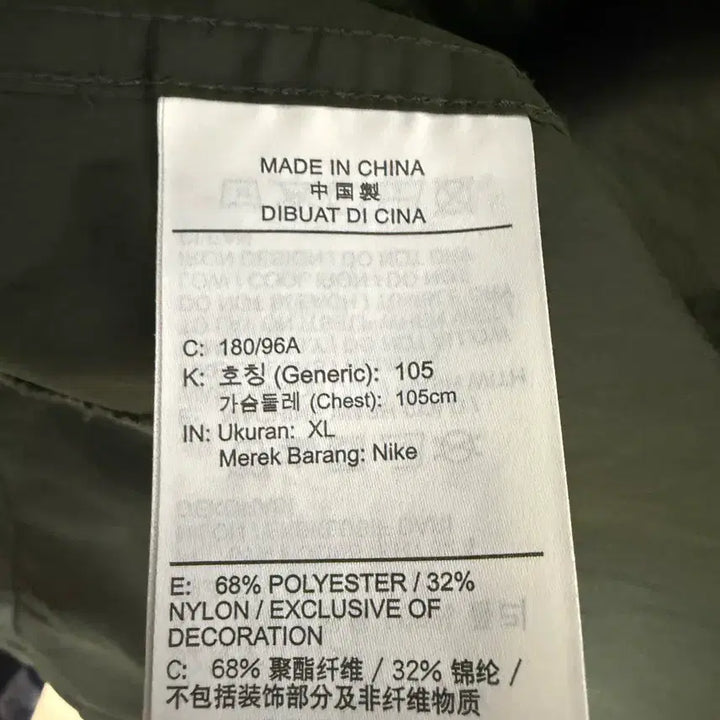 MADE IN CHINA
中国製
DIBUAT DI CINA
C: 180/96A
K: 호칭 (Generic): 105
가슴둘레 (Chest): 105cm
IN: Ukuran: XL
Merek Barang: Nike
E: 68% POLYESTER / 32%
NYLON / EXCLUSIVE OF
DECORATION
C: 68% 聚酯纤维 / 32% 锦纶 /
不包括装饰部分及非纤维物质